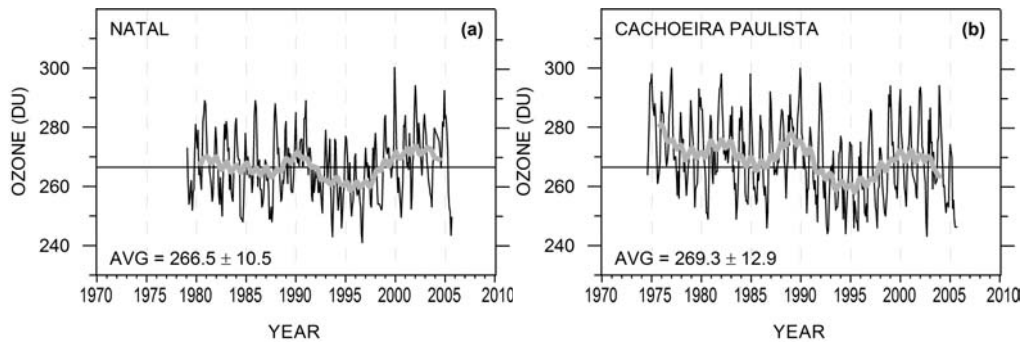 NATAL (a)
OZONE (DU)
300
280
260
240
AVG = 266.5 ± 10.5
1970 1975 1980 1985 1990 1995 2000 2005 2010
YEAR
CACHOEIRA PAULISTA (b)
OZONE (DU)
300
280
260
240
AVG = 269.3 ± 12.9
1970 1975 1980 1985 1990 1995 2000 2005 2010
YEAR